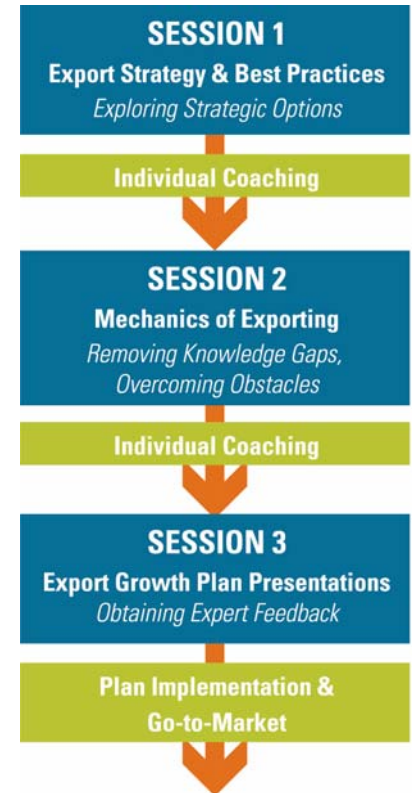 SESSION 1
Export Strategy & Best Practices
Exploring Strategic Options
Individual Coaching
SESSION 2
Mechanics of Exporting
Removing Knowledge Gaps,
Overcoming Obstacles
Individual Coaching
SESSION 3
Export Growth Plan Presentations
Obtaining Expert Feedback
Plan Implementation &
Go-to-Market